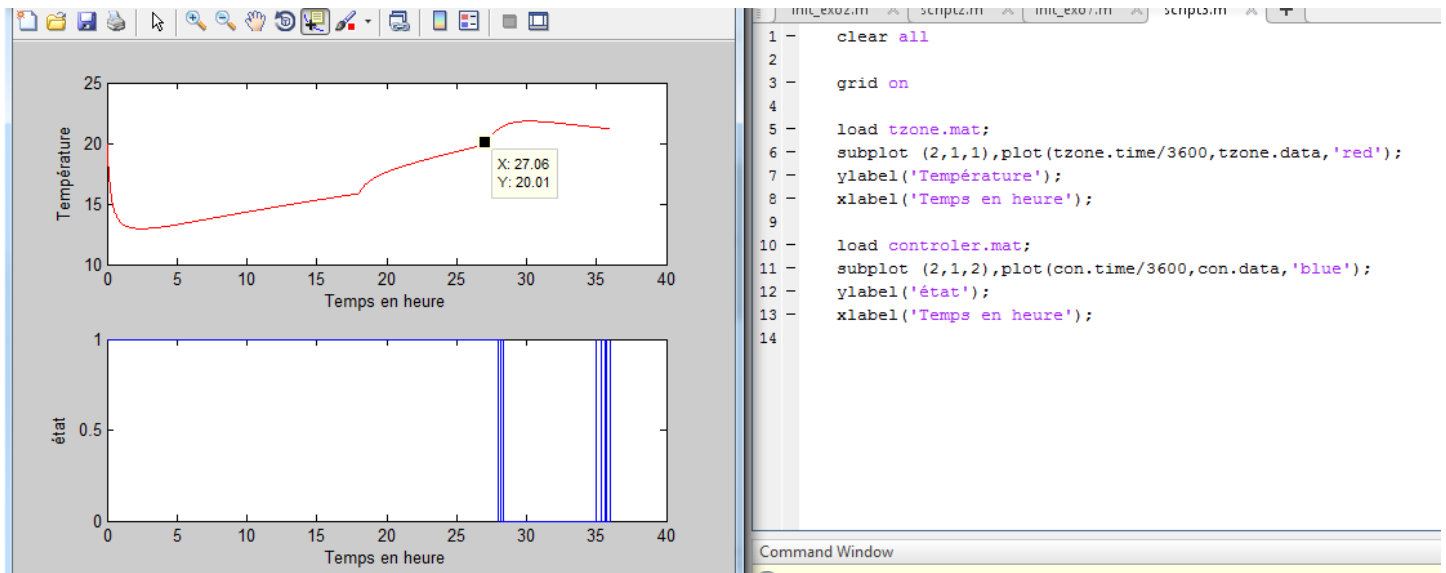 25
20
15
10
Température
X: 27.06
Y: 20.01
0 5 10 15 20 25 30 35 40
Temps en heure
1
0.5
0
état
0 5 10 15 20 25 30 35 40
Temps en heure
init_exo2.m script2.m init_exo7.m script3.m
1 clear all
2
3 grid on
4
5 load tzone.mat;
6 subplot (2,1,1),plot(tzone.time/3600,tzone.data,'red');
7 ylabel('Température');
8 xlabel('Temps en heure');
9
10 load controler.mat;
11 subplot (2,1,2),plot(con.time/3600,con.data,'blue');
12 ylabel('état');
13 xlabel('Temps en heure');
14
Command Window